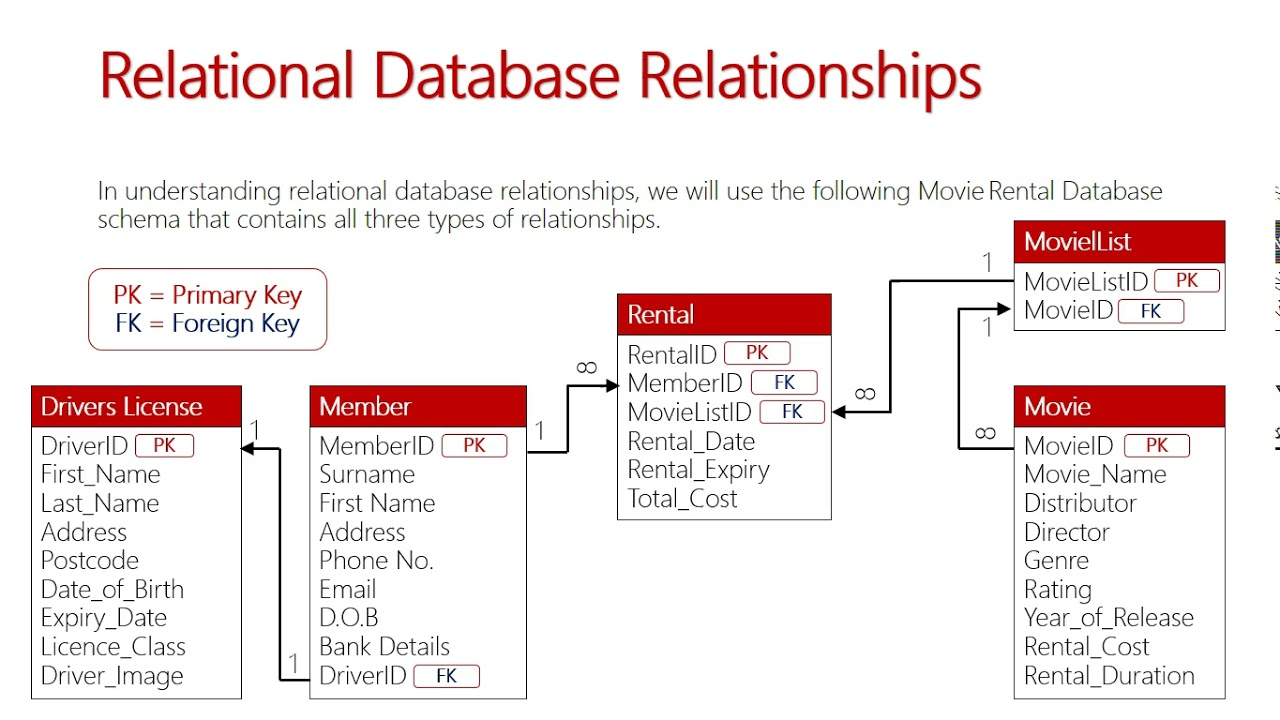 Relational Database Relationships
In understanding relational database relationships, we will use the following Movie Rental Database
schema that contains all three types of relationships.
PK = Primary Key
FK = Foreign Key
Drivers License
DriverID PK
First_Name
Last_Name
Address
Postcode
Date_of_Birth
Expiry_Date
Licence_Class
Driver_Image
1
1
Member
MemberID PK
Surname
First Name
Address
Phone No.
Email
D.O.B
Bank Details
DriverID FK
1
∞
Rental
RentalID PK
MemberID FK
MovieListID FK
Rental_Date
Rental_Expiry
Total_Cost
∞
1
MovielList
MovieListID PK
MovieID FK
1
∞
Movie
MovieID PK
Movie_Name
Distributor
Director
Genre
Rating
Year_of_Release
Rental_Cost
Rental_Duration